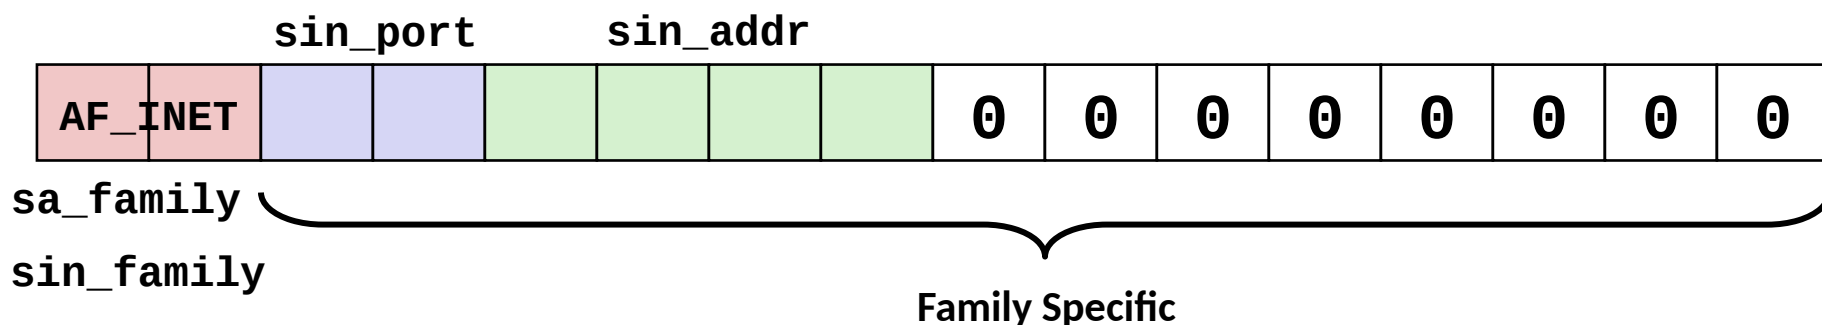 sin_port sin_addr
AF_INET 0 0 0 0 0 0 0 0
sa_family
sin_family
Family Specific